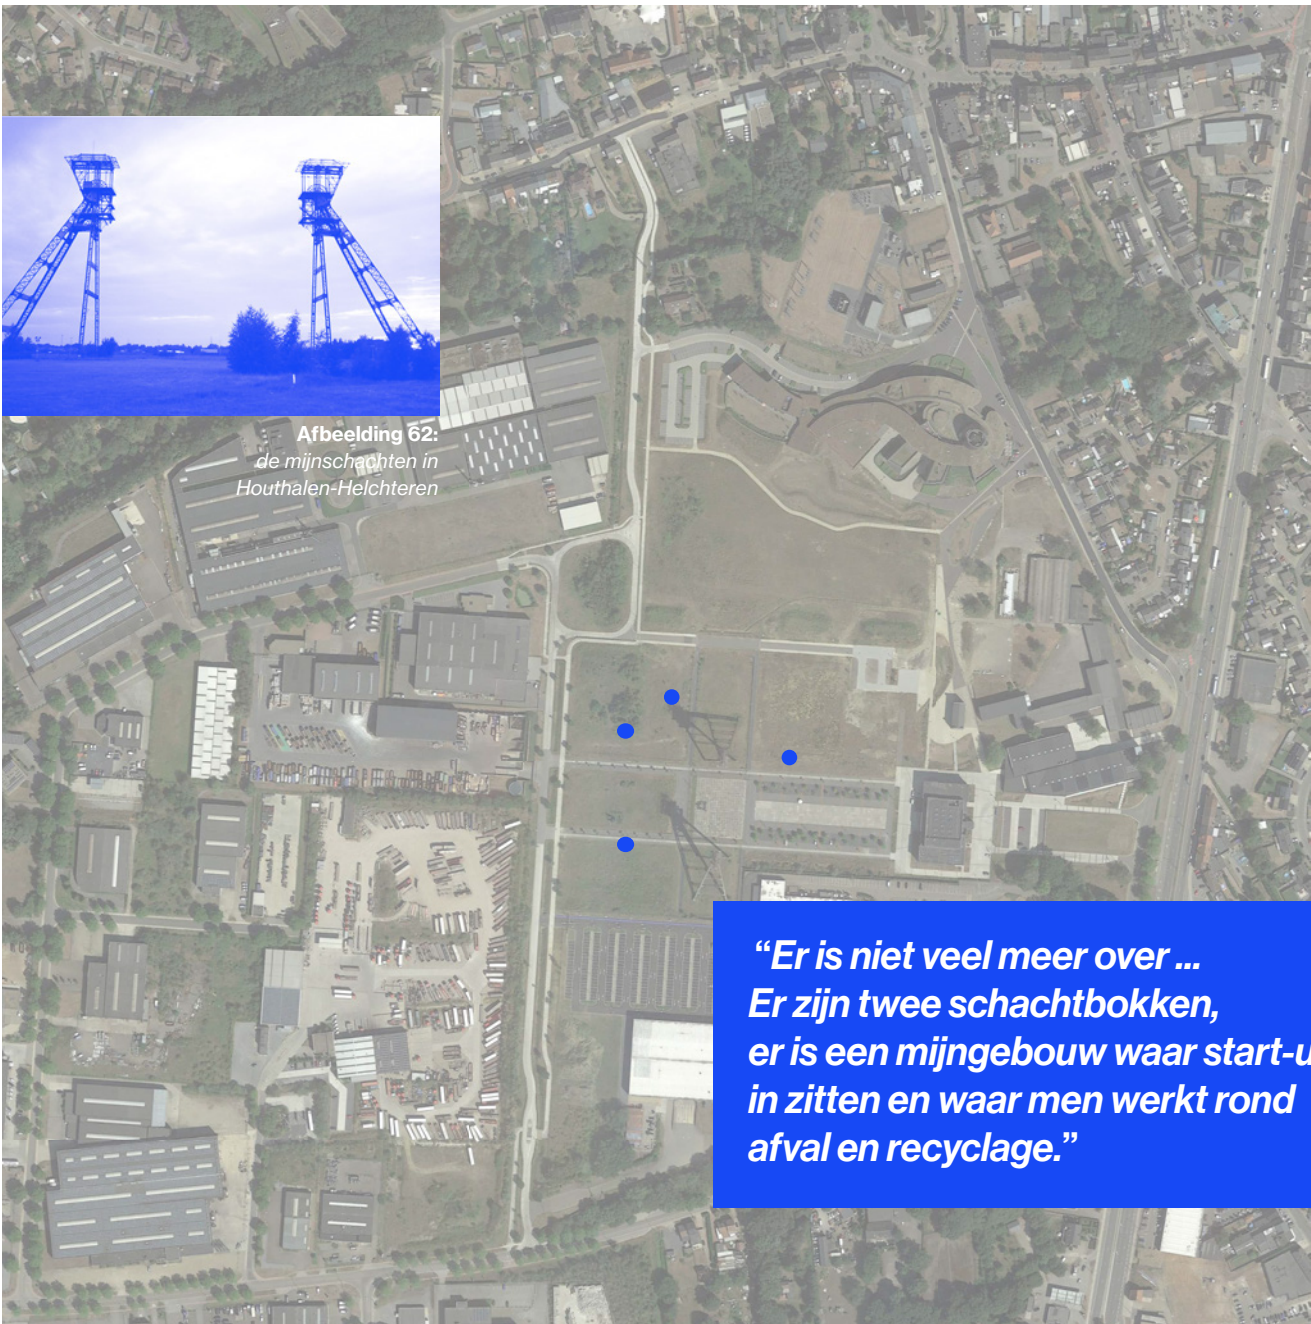 Afbeelding 62:
de mijnschachten in
Houthalen-Helchteren
“Er is niet veel meer over ...
Er zijn twee schachtbokken,
er is een mijngebouw waar start-u
in zitten en waar men werkt rond
afval en recyclage.”